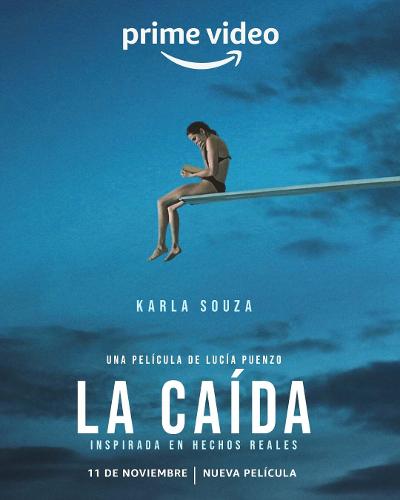 prime video
KARLA SOUZA
UNA PELÍCULA DE LUCÍA PUENZO
LA CAÍDA
INSPIRADA EN HECHOS REALES
11 DE NOVIEMBRE | NUEVA PELÍCULA